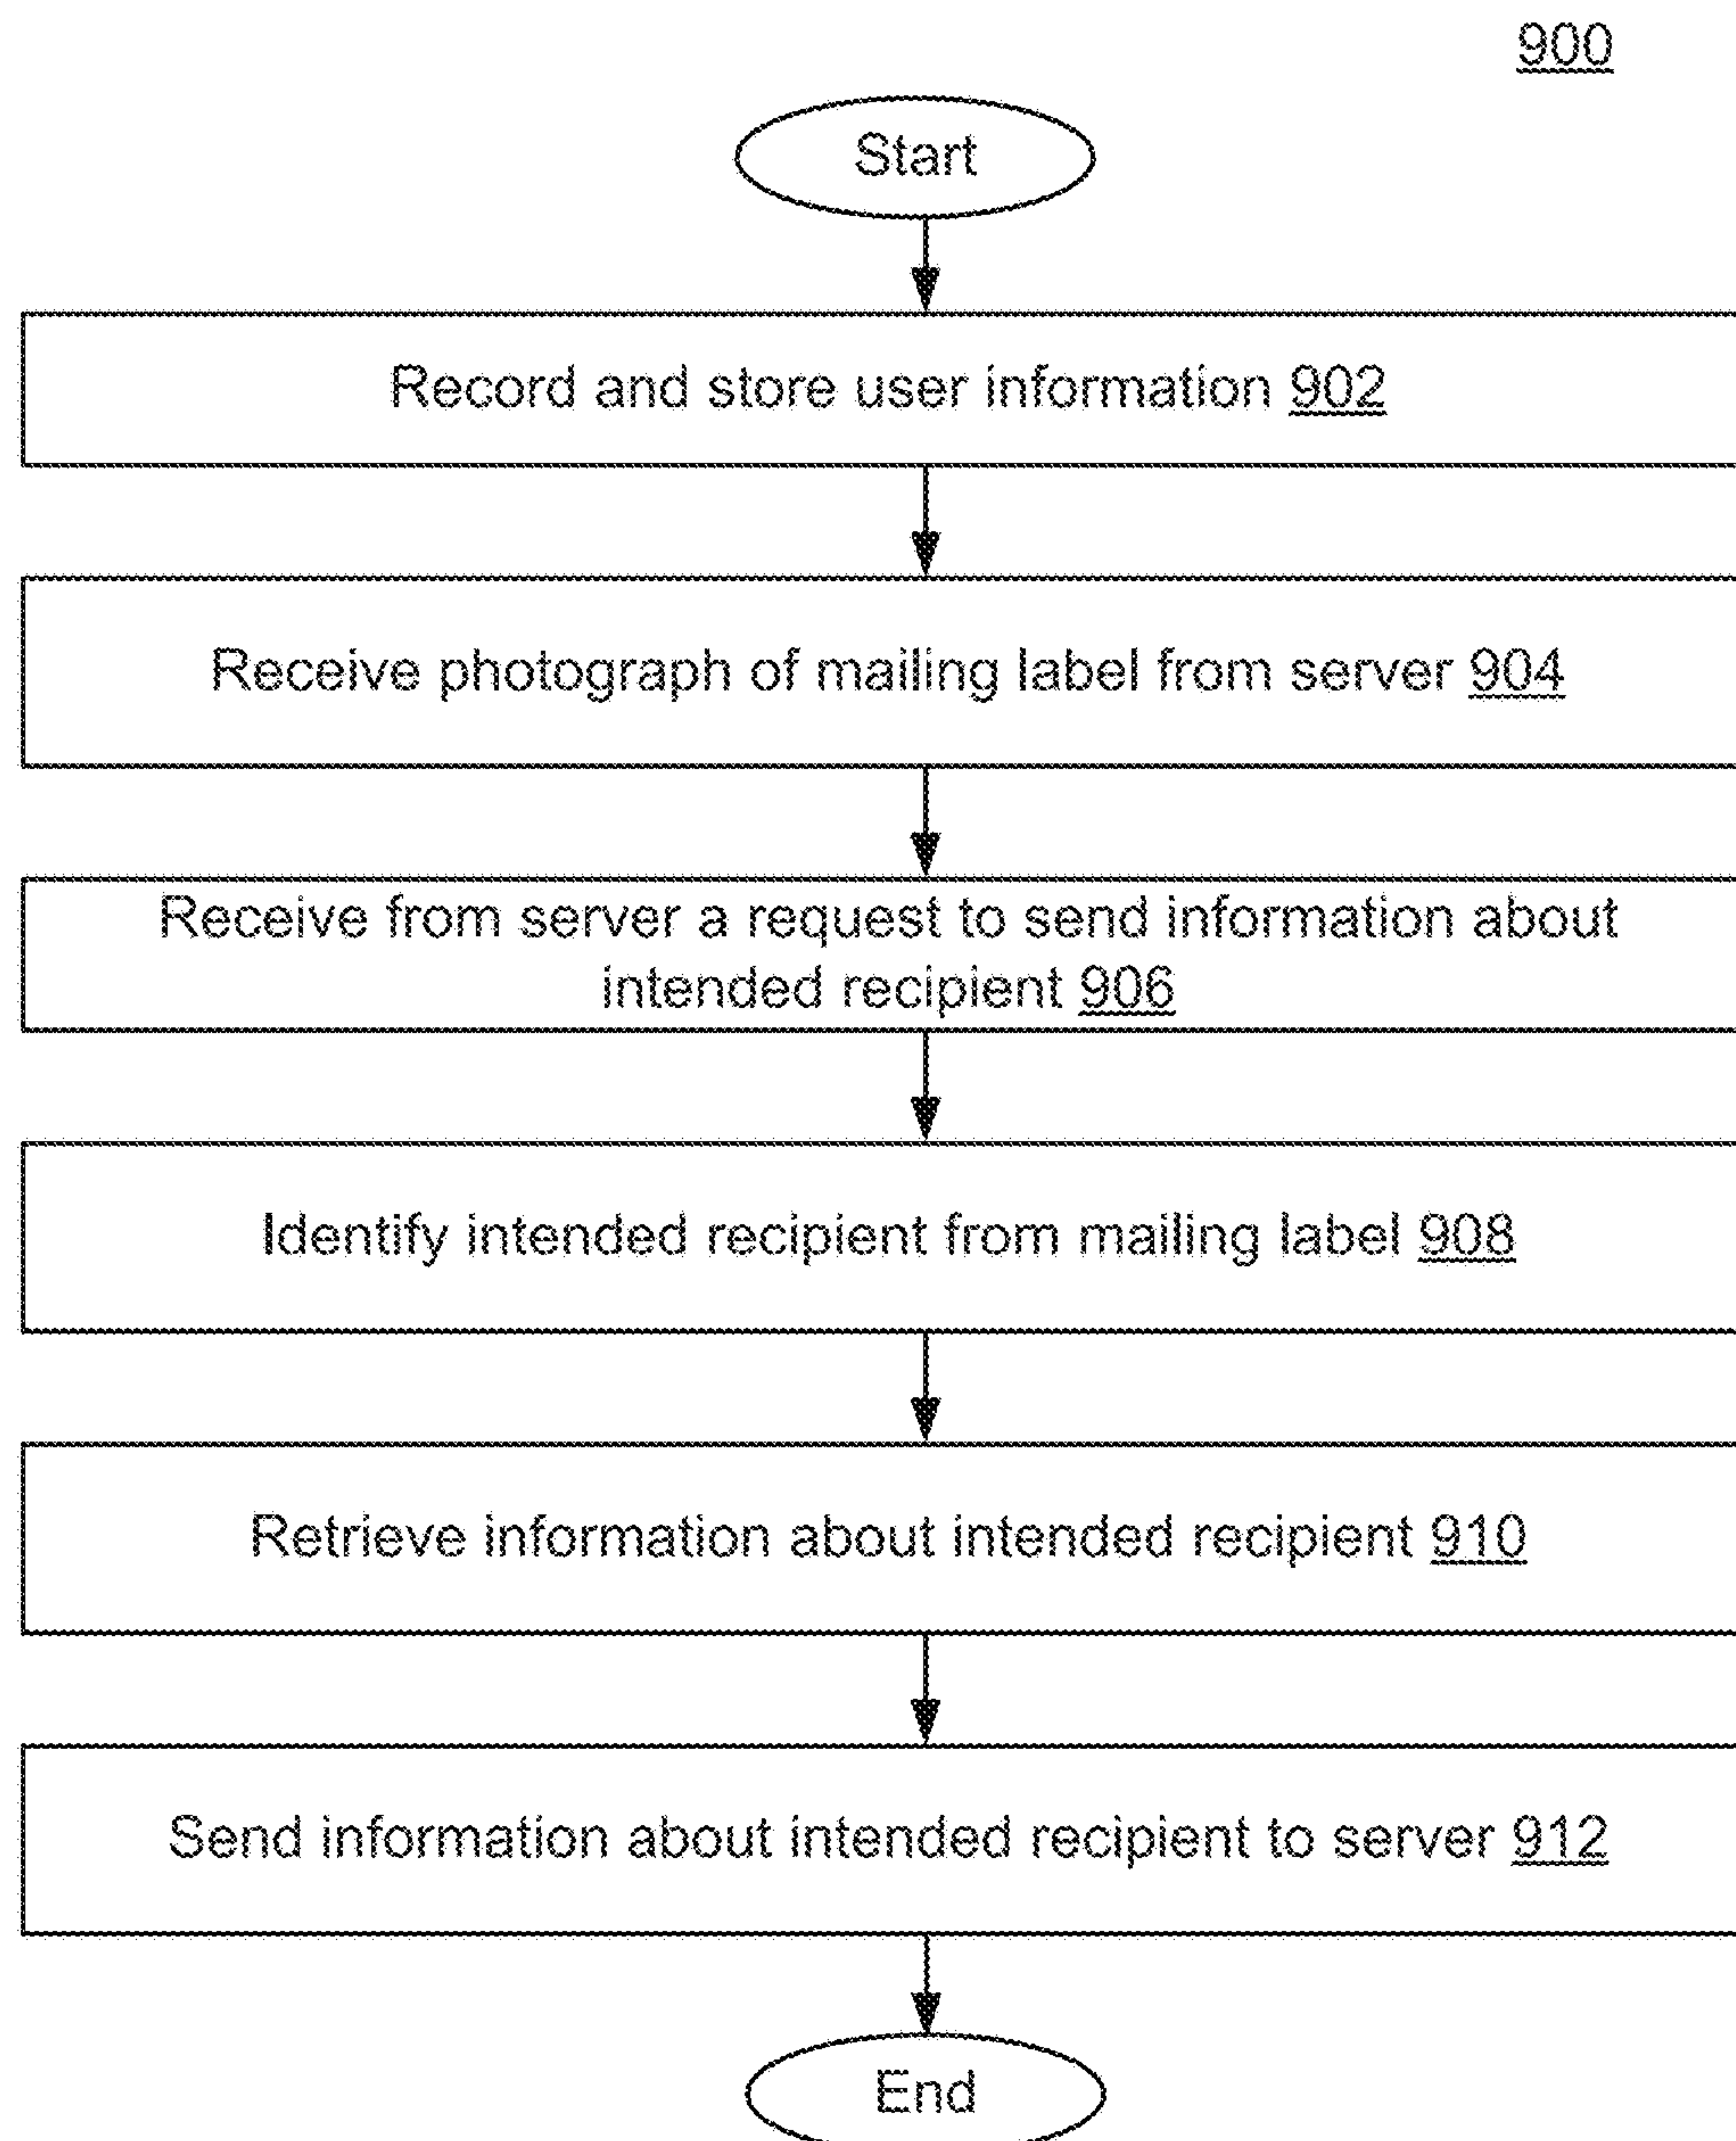 900
Start
Record and store user information 902
Receive photograph of mailing label from server 904
Receive from server a request to send information about
intended recipient 906
Identify intended recipient from mailing label 908
Retrieve information about intended recipient 910
Send information about intended recipient to server 912
End